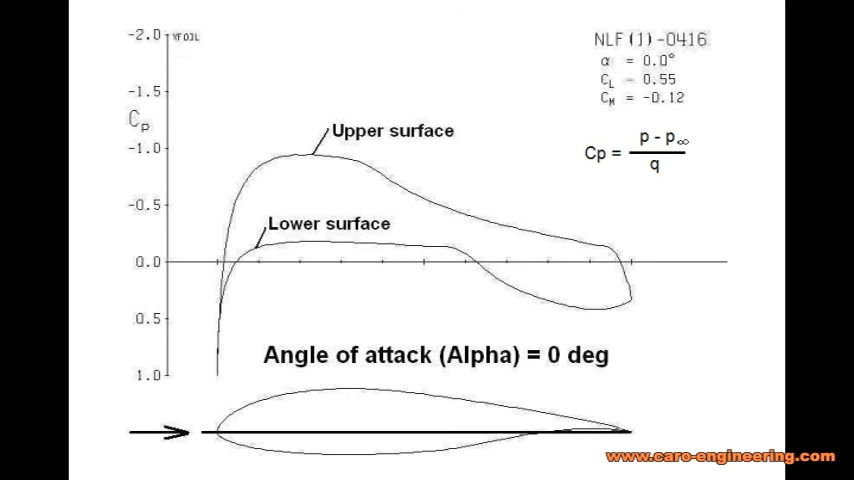 -2.0
XFOIL
-1.5
Cp
-1.0
-0.5
0.0
0.5
1.0
Upper surface
Lower surface
NLF(1)-0416
α = 0.0°
CL = 0.55
CM = -0.12
Cp = p - p∞
q
Angle of attack (Alpha) = 0 deg
www.caro-engineering.com